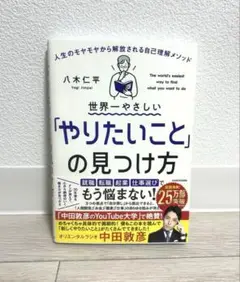 人生のモヤモヤから解放される自己理解メソッド
八木仁平
Yagi Jimpei
The world's easiest
way to find
what you want to do
世界一やさしい
「やりたいこと」
の見つけ方
就職 転職 起業 仕事選び
もう悩まない!
25万部
突破
「中田敦彦のYouTube大学」で絶賛!
オリエンタルラジオ 中田敦彦